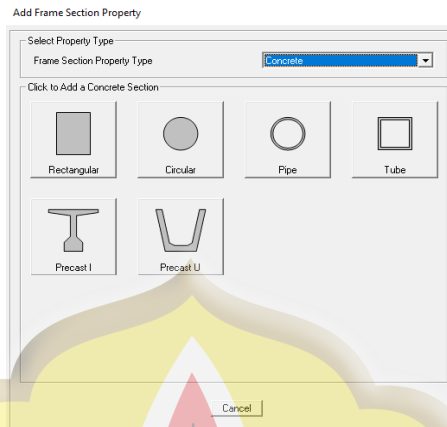 Add Frame Section Property
Select Property Type
Frame Section Property Type
Concrete
Click to Add a Concrete Section
Rectangular
Circular
Pipe
Tube
Precast I
Precast U
Cancel